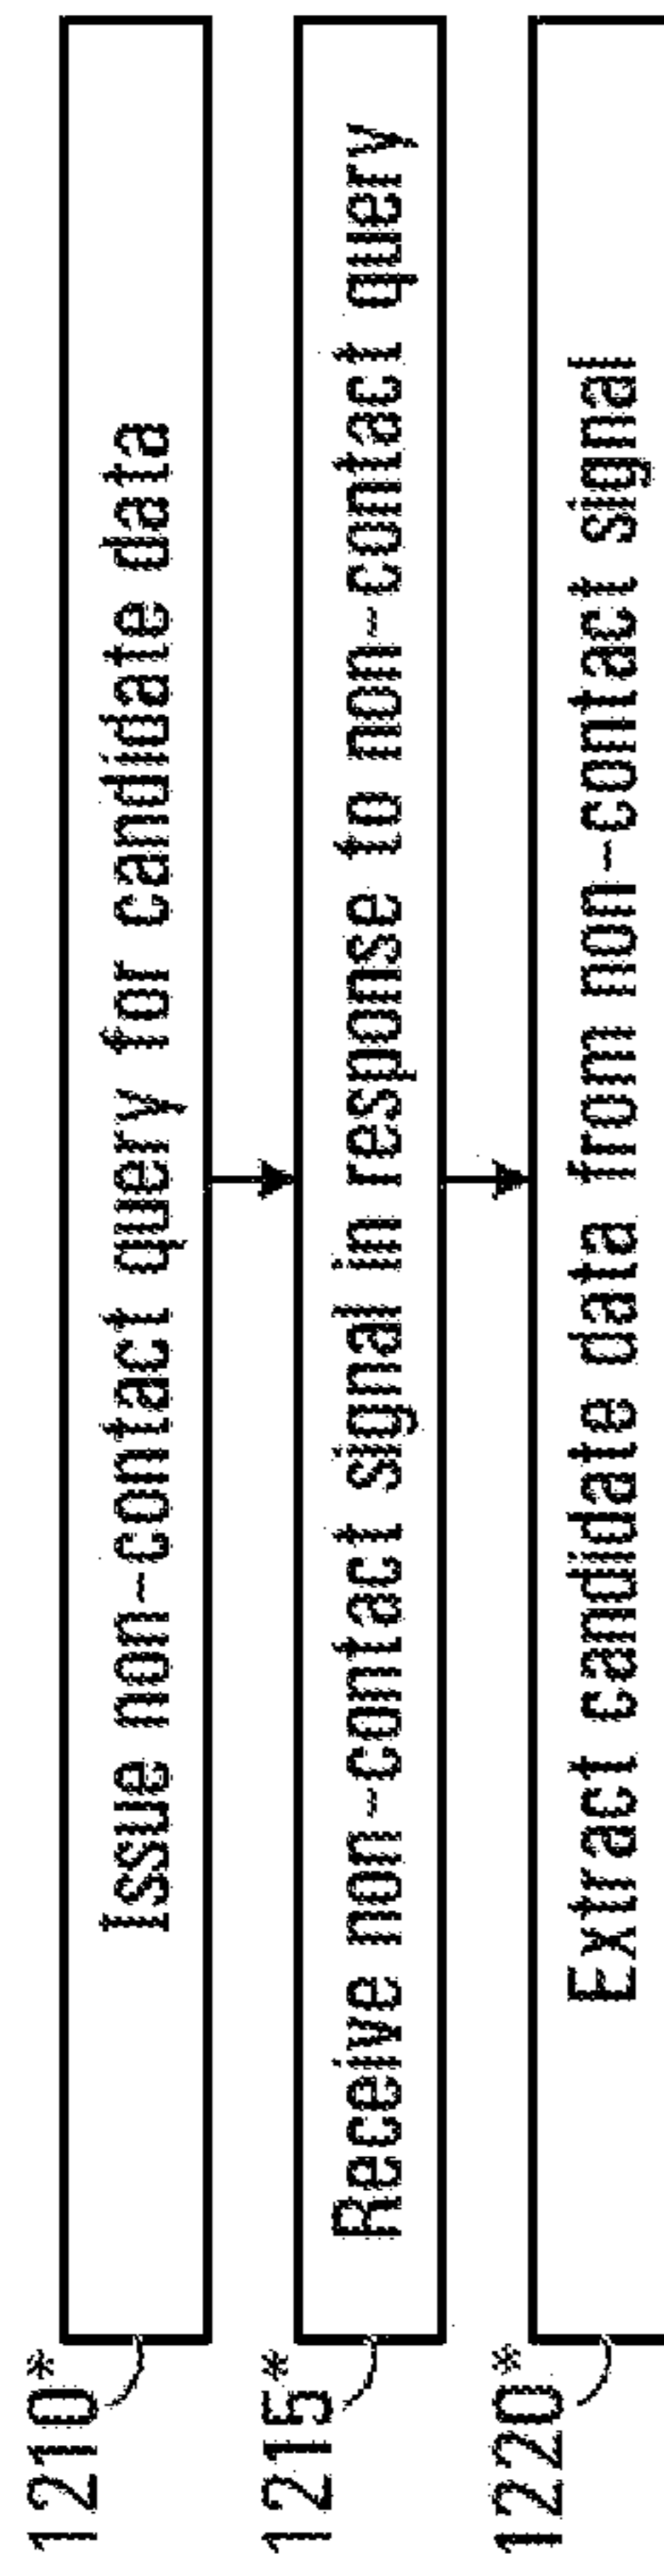 1210*
Issue non-contact query for candidate data
1215*
Receive non-contact signal in response to non-contact query
1220*
Extract candidate data from non-contact signal